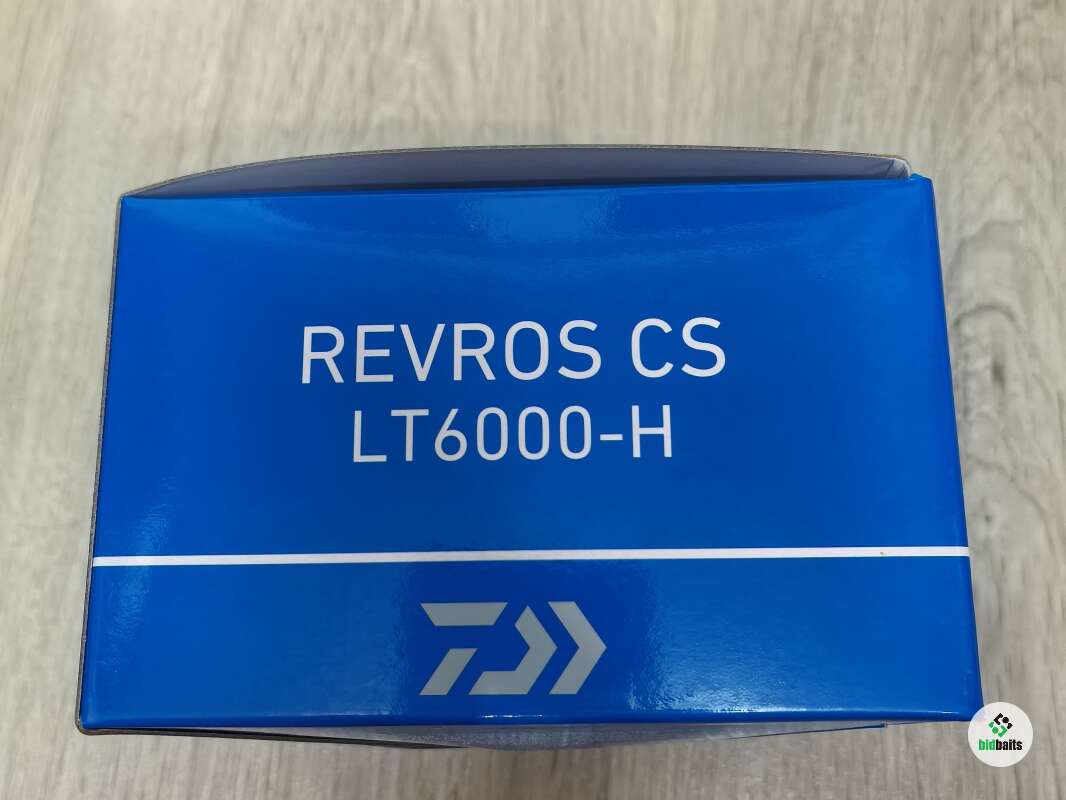 REVROS CS
LT6000-H
bidbaits